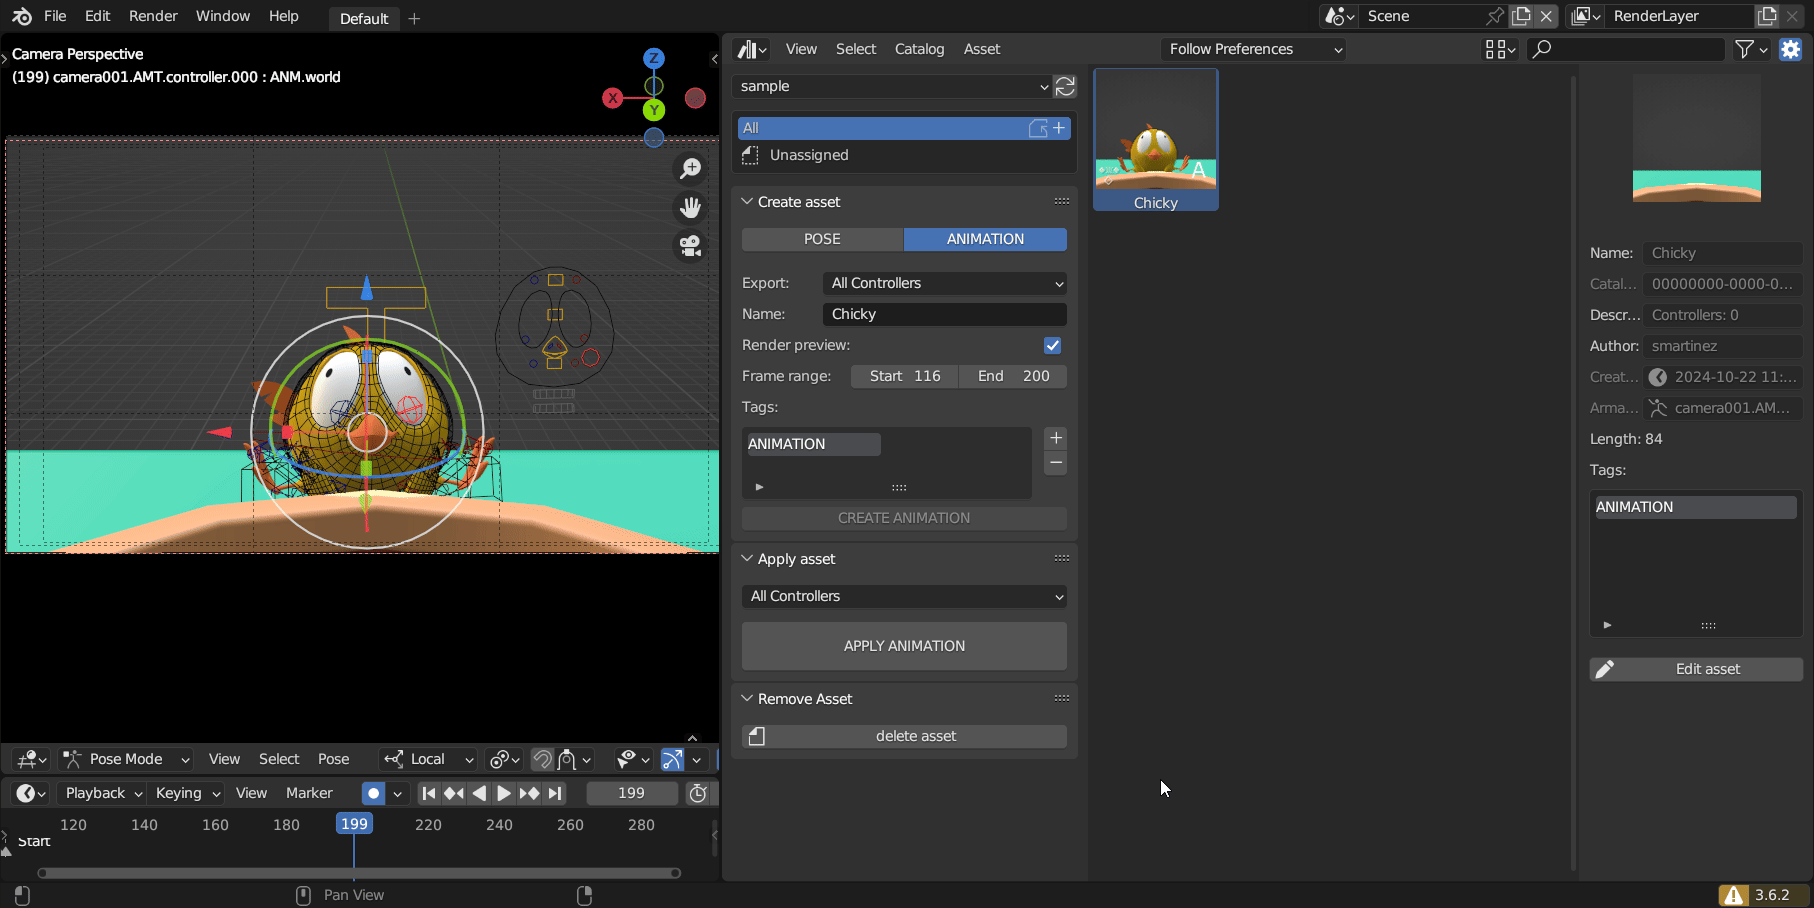 File Edit Render Window Help Default Scene RenderLayer
Camera Perspective
(199) camera001.AMT.controller.000 : ANM.world
Z
X
Y
View Select Catalog Asset Follow Preferences
sample
All
Unassigned
Create asset
POSE ANIMATION
Export: All Controllers
Name: Chicky
Render preview:
Frame range: Start 116 End 200
Tags:
ANIMATION
CREATE ANIMATION
Apply asset
All Controllers
APPLY ANIMATION
Remove Asset
delete asset
A
Chicky
Name: Chicky
Catal... 00000000-0000-0...
Descr... Controllers: 0
Author: smartinez
Creat... 2024-10-22 11:...
Arma... camera001.AM...
Length: 84
Tags:
ANIMATION
Edit asset
Pose Mode View Select Pose Local
Playback Keying View Marker 199
120 140 160 180 199 220 240 260 280
Start
Pan View
3.6.2